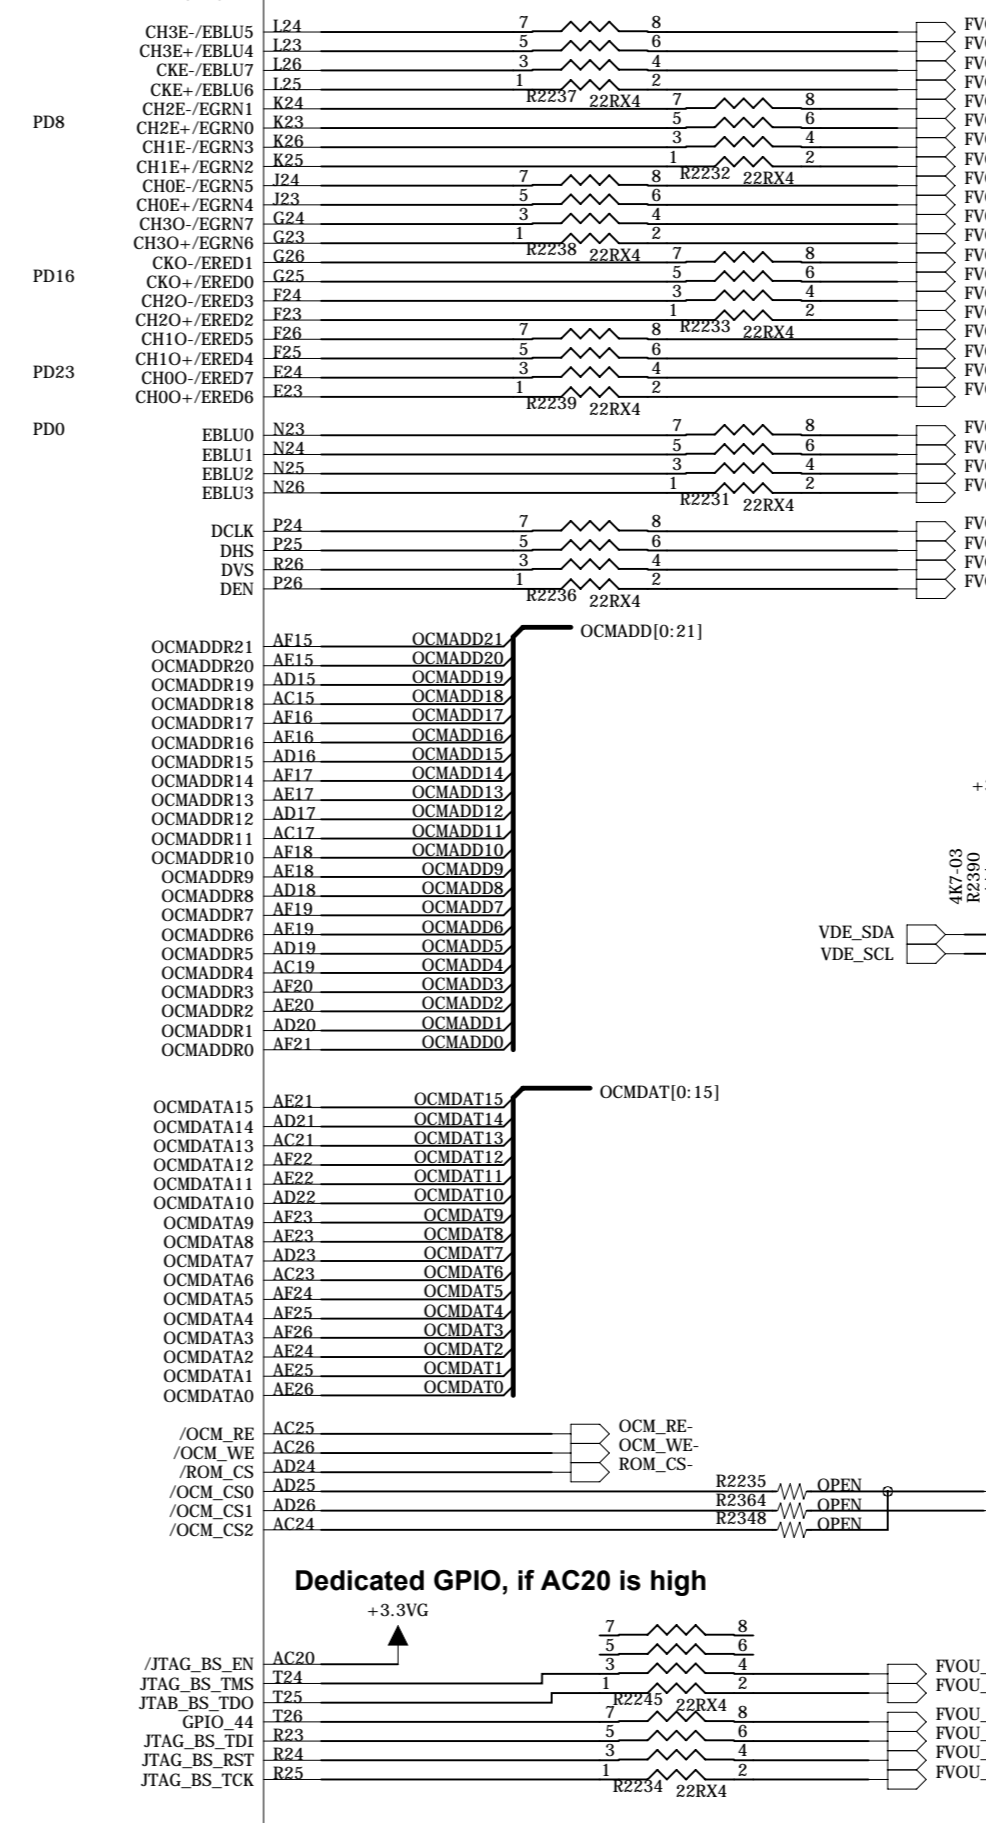 CH3E-/EBLU5 L24 7 8 FV
CH3E+/EBLU4 L23 5 6 FV
CKE-/EBLU7 L26 3 4 FV
CKE+/EBLU6 L25 1 2 FV
R2237 22RX4
CH2E-/EGRN1 K24 7 8 FV
PD8 CH2E+/EGRN0 K23 5 6 FV
CH1E-/EGRN3 K26 3 4 FV
CH1E+/EGRN2 K25 1 2 FV
R2232 22RX4
CH0E-/EGRN5 J24 7 8 FV
CH0E+/EGRN4 J23 5 6 FV
CH3O-/EGRN7 G24 3 4 FV
CH3O+/EGRN6 G23 1 2 FV
R2238 22RX4
CKO-/ERED1 G26 7 8 FV
PD16 CKO+/ERED0 G25 5 6 FV
CH2O-/ERED3 F24 3 4 FV
CH2O+/ERED2 F23 1 2 FV
R2233 22RX4
CH1O-/ERED5 F26 7 8 FV
CH1O+/ERED4 F25 5 6 FV
PD23 CH0O-/ERED7 E24 3 4 FV
CH0O+/ERED6 E23 1 2 FV
R2239 22RX4
PD0 EBLU0 N23 7 8 FV
EBLU1 N24 5 6 FV
EBLU2 N25 3 4 FV
EBLU3 N26 1 2 FV
R2231 22RX4
DCLK P24 7 8 FV
DHS P25 5 6 FV
DVS R26 3 4 FV
DEN P26 1 2 FV
R2236 22RX4
OCMADD[0:21]
OCMADDR21 AF15 OCMADD21
OCMADDR20 AE15 OCMADD20
OCMADDR19 AD15 OCMADD19
OCMADDR18 AC15 OCMADD18
OCMADDR17 AF16 OCMADD17
OCMADDR16 AE16 OCMADD16
OCMADDR15 AD16 OCMADD15
OCMADDR14 AF17 OCMADD14
OCMADDR13 AE17 OCMADD13
OCMADDR12 AD17 OCMADD12
OCMADDR11 AC17 OCMADD11
OCMADDR10 AF18 OCMADD10
OCMADDR9 AE18 OCMADD9
OCMADDR8 AD18 OCMADD8
OCMADDR7 AF19 OCMADD7
OCMADDR6 AE19 OCMADD6
OCMADDR5 AD19 OCMADD5
OCMADDR4 AC19 OCMADD4
OCMADDR3 AF20 OCMADD3
OCMADDR2 AE20 OCMADD2
OCMADDR1 AD20 OCMADD1
OCMADDR0 AF21 OCMADD0
4K7-03
R2390
VDE_SDA
VDE_SCL
OCMDAT[0:15]
OCMDATA15 AE21 OCMDAT15
OCMDATA14 AD21 OCMDAT14
OCMDATA13 AC21 OCMDAT13
OCMDATA12 AF22 OCMDAT12
OCMDATA11 AE22 OCMDAT11
OCMDATA10 AD22 OCMDAT10
OCMDATA9 AF23 OCMDAT9
OCMDATA8 AE23 OCMDAT8
OCMDATA7 AD23 OCMDAT7
OCMDATA6 AC23 OCMDAT6
OCMDATA5 AF24 OCMDAT5
OCMDATA4 AF25 OCMDAT4
OCMDATA3 AF26 OCMDAT3
OCMDATA2 AE24 OCMDAT2
OCMDATA1 AE25 OCMDAT1
OCMDATA0 AE26 OCMDAT0
/OCM_RE AC25 OCM_RE-
/OCM_WE AC26 OCM_WE-
/ROM_CS AD24 ROM_CS-
/OCM_CS0 AD25 R2235 OPEN
/OCM_CS1 AD26 R2364 OPEN
/OCM_CS2 AC24 R2348 OPEN
Dedicated GPIO, if AC20 is high
+3.3VG
7 8
5 6
/JTAG_BS_EN AC20
JTAG_BS_TMS T24 3 4 FVOU_
JTAB_BS_TDO T25 1 2 FVOU_
R2245 22RX4
GPIO_44 T26 7 8 FVOU_
JTAG_BS_TDI R23 5 6 FVOU_
JTAG_BS_RST R24 3 4 FVOU_
JTAG_BS_TCK R25 1 2 FVOU_
R2234 22RX4